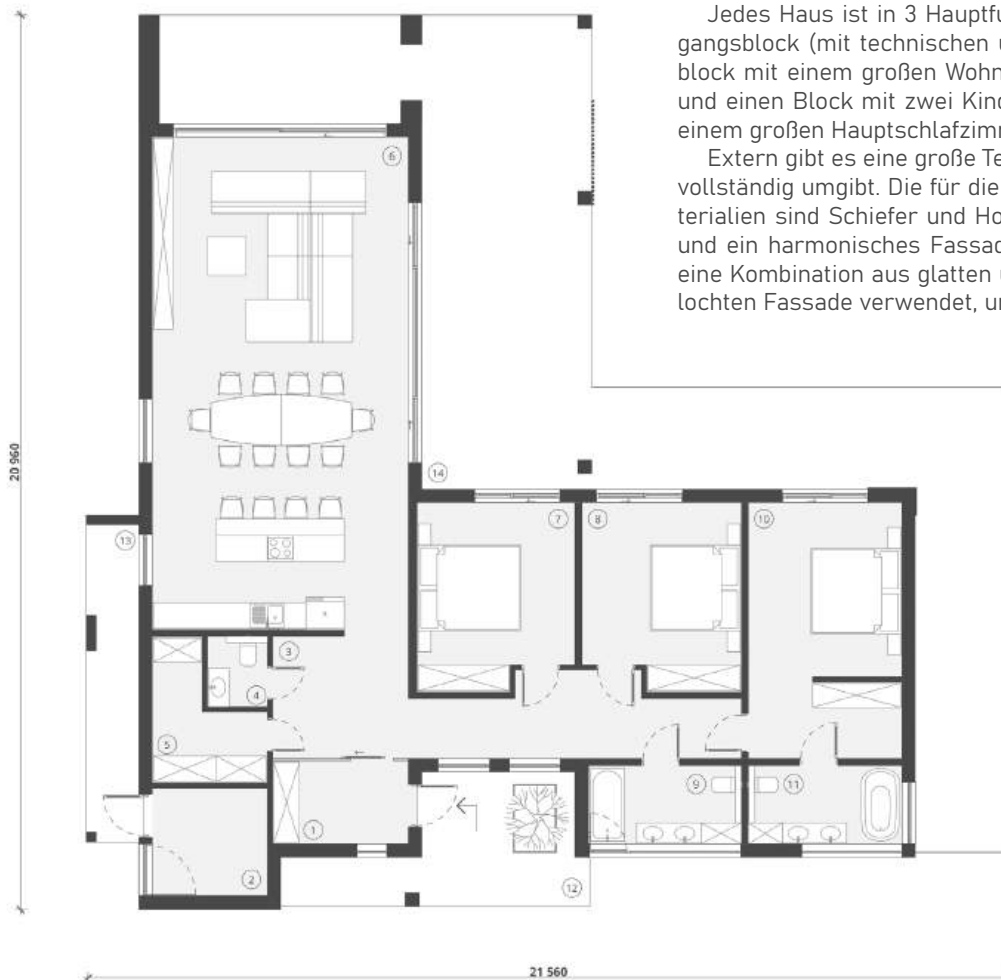 Jedes Haus ist in 3 Hauptfu
gangsblock (mit technischen
block mit einem großen Wohn
und einen Block mit zwei Kin
einem großen Hauptschlafzim
Extern gibt es eine große Te
vollständig umgibt. Die für die
terialien sind Schiefer und Ho
und ein harmonisches Fassad
eine Kombination aus glatten
lochten Fassade verwendet, u
6
20 960
14
7
8
10
13
3
4
5
9
11
1
2
12
21 560